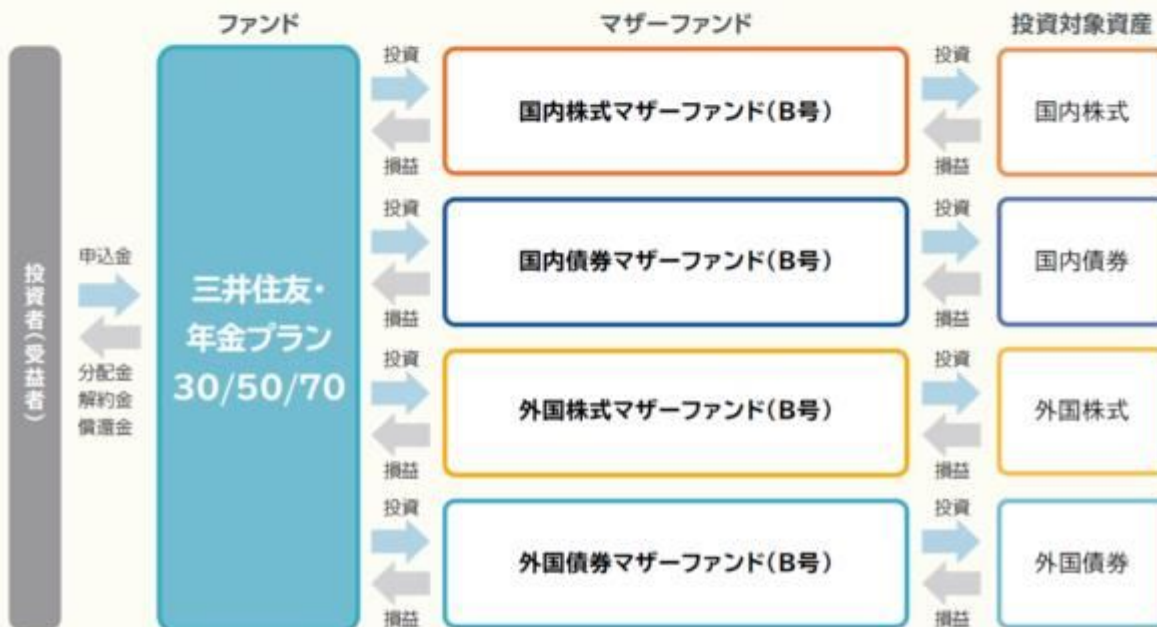 ファンド
マザーファンド
投資対象資産
投資者(受益者)
申込金
分配金
解約金
償還金
三井住友・
年金プラン
30/50/70
投資
損益
国内株式マザーファンド(B号)
投資
損益
国内株式
投資
損益
国内債券マザーファンド(B号)
投資
損益
国内債券
投資
損益
外国株式マザーファンド(B号)
投資
損益
外国株式
投資
損益
外国債券マザーファンド(B号)
投資
損益
外国債券